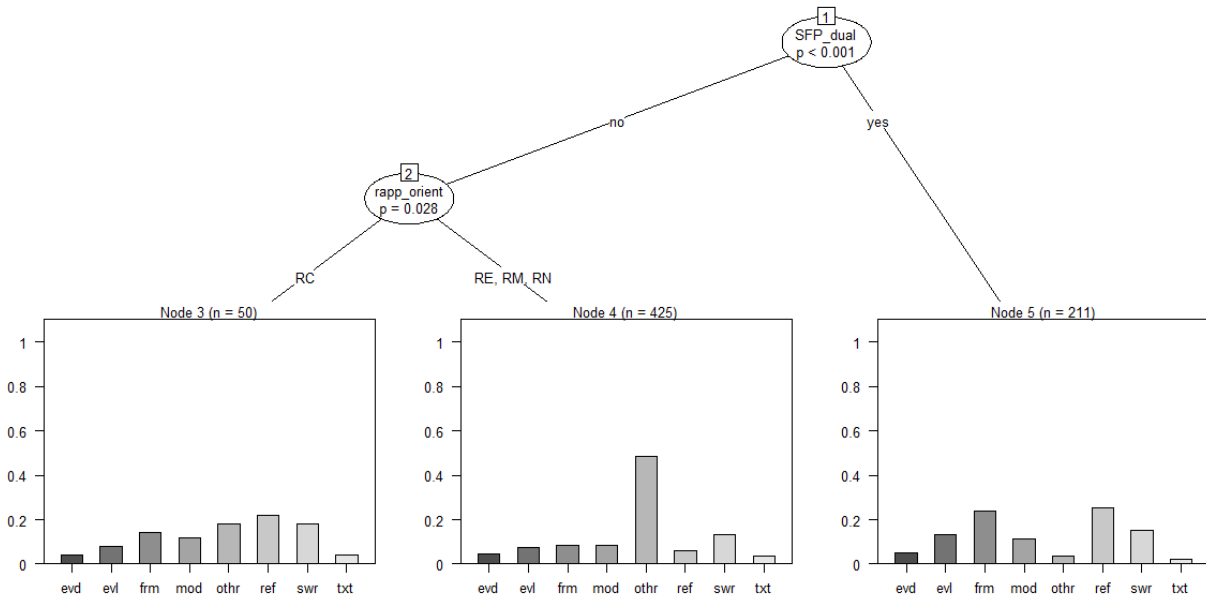 1
SFP_dual
p < 0.001
no
yes
2
rapp_orient
p = 0.028
RC
RE, RM, RN
Node 3 (n = 50)
1
0.8
0.6
0.4
0.2
0
evd evl frm mod othr ref swr txt
Node 4 (n = 425)
1
0.8
0.6
0.4
0.2
0
evd evl frm mod othr ref swr txt
Node 5 (n = 211)
1
0.8
0.6
0.4
0.2
0
evd evl frm mod othr ref swr txt